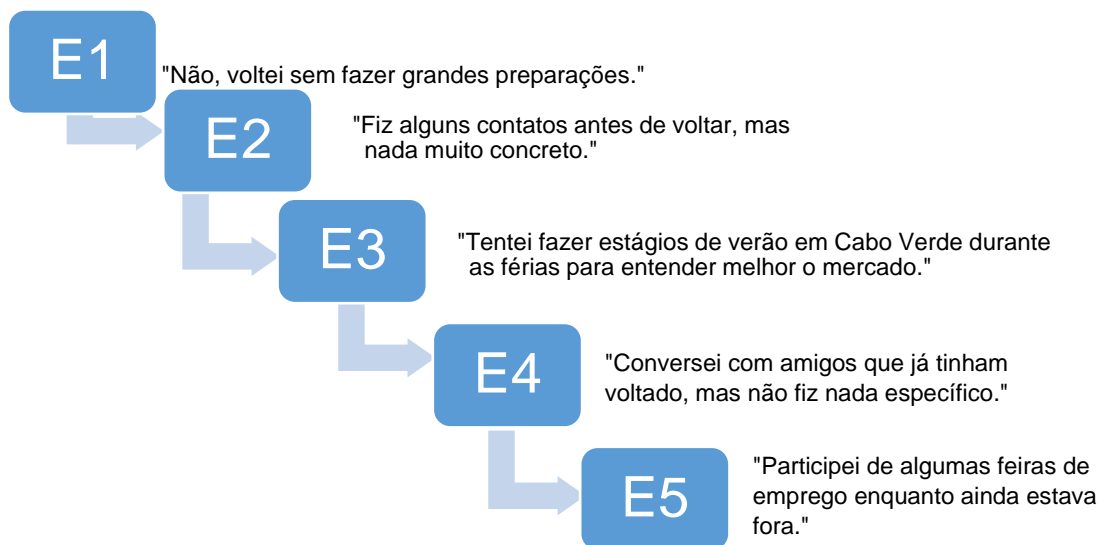 E1
"Não, voltei sem fazer grandes preparações."
E2
"Fiz alguns contatos antes de voltar, mas
nada muito concreto."
E3
"Tentei fazer estágios de verão em Cabo Verde durante
as férias para entender melhor o mercado."
E4
"Conversei com amigos que já tinham
voltado, mas não fiz nada específico."
E5
"Participei de algumas feiras de
emprego enquanto ainda estava
fora."